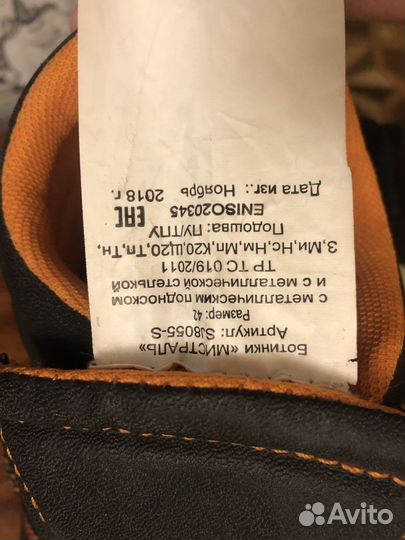 Ботинки «МИСТРАЛЬ»
Артикул: SJ8055-S
Размер: 42
с металлическим подноском
и с металлической стелькой
ТР ТС 019/2011
З,Ми,Нс,Нм,Мп,К20,Щ20,Тп,Тн,
Подошва: ПУ/ТПУ
ENISO20345
EAC
Дата изг.: Ноябрь 2018 г.
Avito